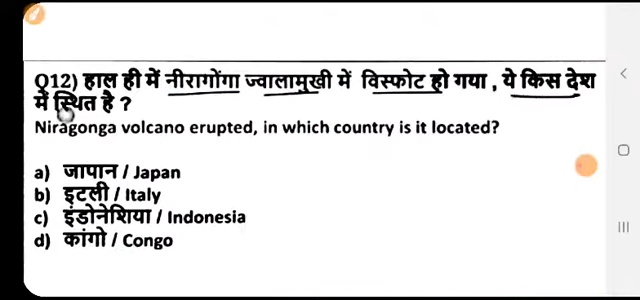 Q12) हाल ही में नीरागोंगा ज्वालामुखी में विस्फोट हो गया , ये किस देश
में स्थित है ?
Niragonga volcano erupted, in which country is it located?
a) जापान / Japan
b) इटली / Italy
c) इंडोनेशिया / Indonesia
d) कांगो / Congo